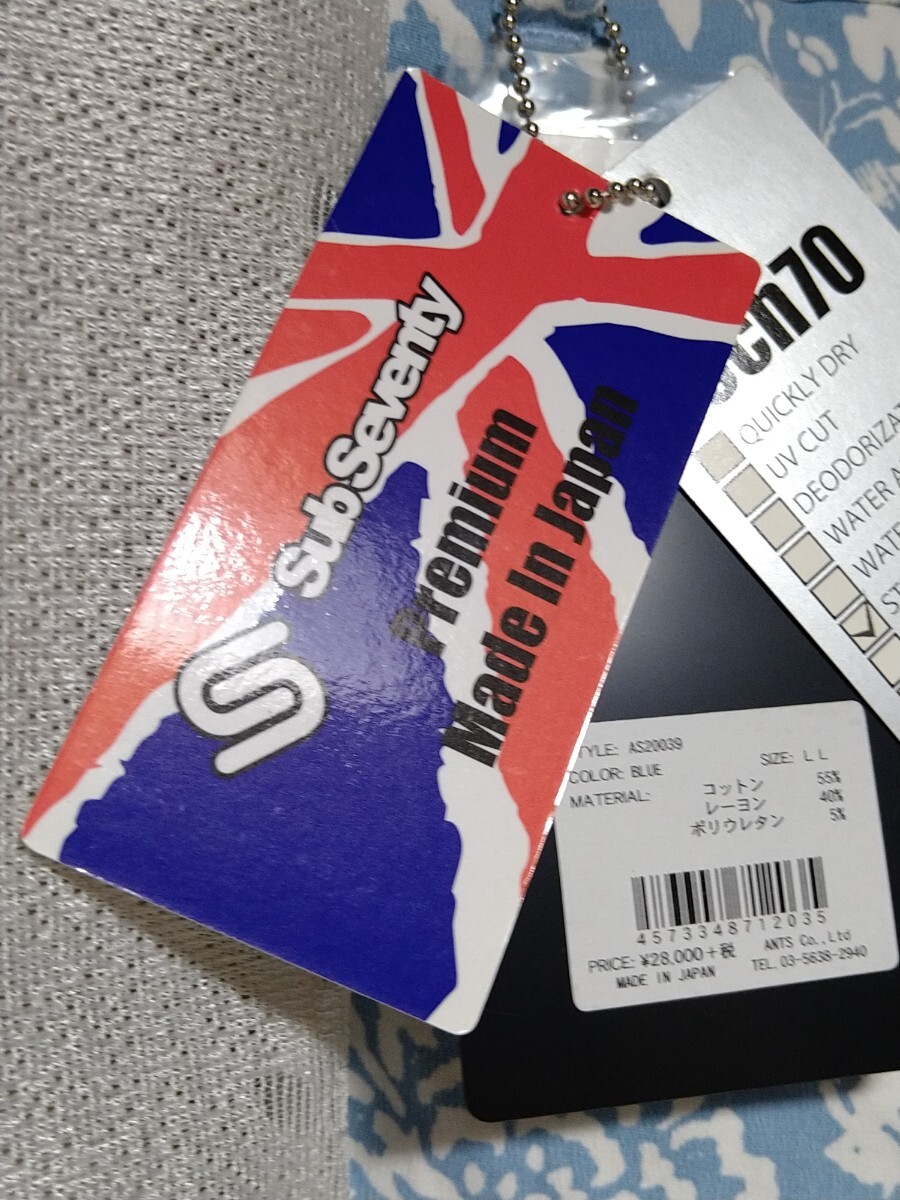 Sub Seventy
Premium
Made In Japan
QUICKLY DRY
UV CUT
STYLE: AS20039
COLOR: BLUE SIZE: L L
MATERIAL: コットン 55%
レーヨン 40%
ポリウレタン 5%
4573348712035
PRICE: ¥28,000+税 ANTS Co.,Ltd
MADE IN JAPAN TEL. 03-5638-2940